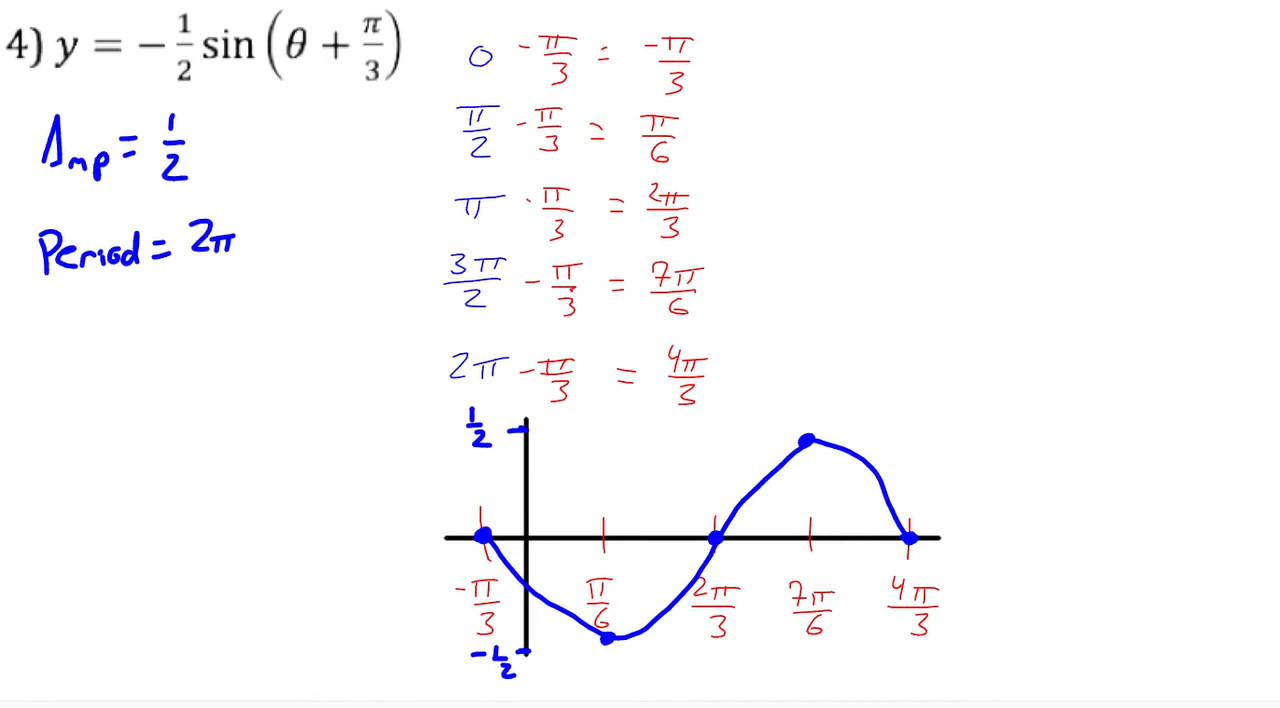 4) y = −1/2 sin(θ + π/3)
Amp = 1/2
Period = 2π
0 - π/3 = -π/3
π/2 - π/3 = π/6
π · π/3 = 2π/3
3π/2 - π/3 = 7π/6
2π - π/3 = 4π/3
1/2
-π/3 π/6 2π/3 7π/6 4π/3
-1/2